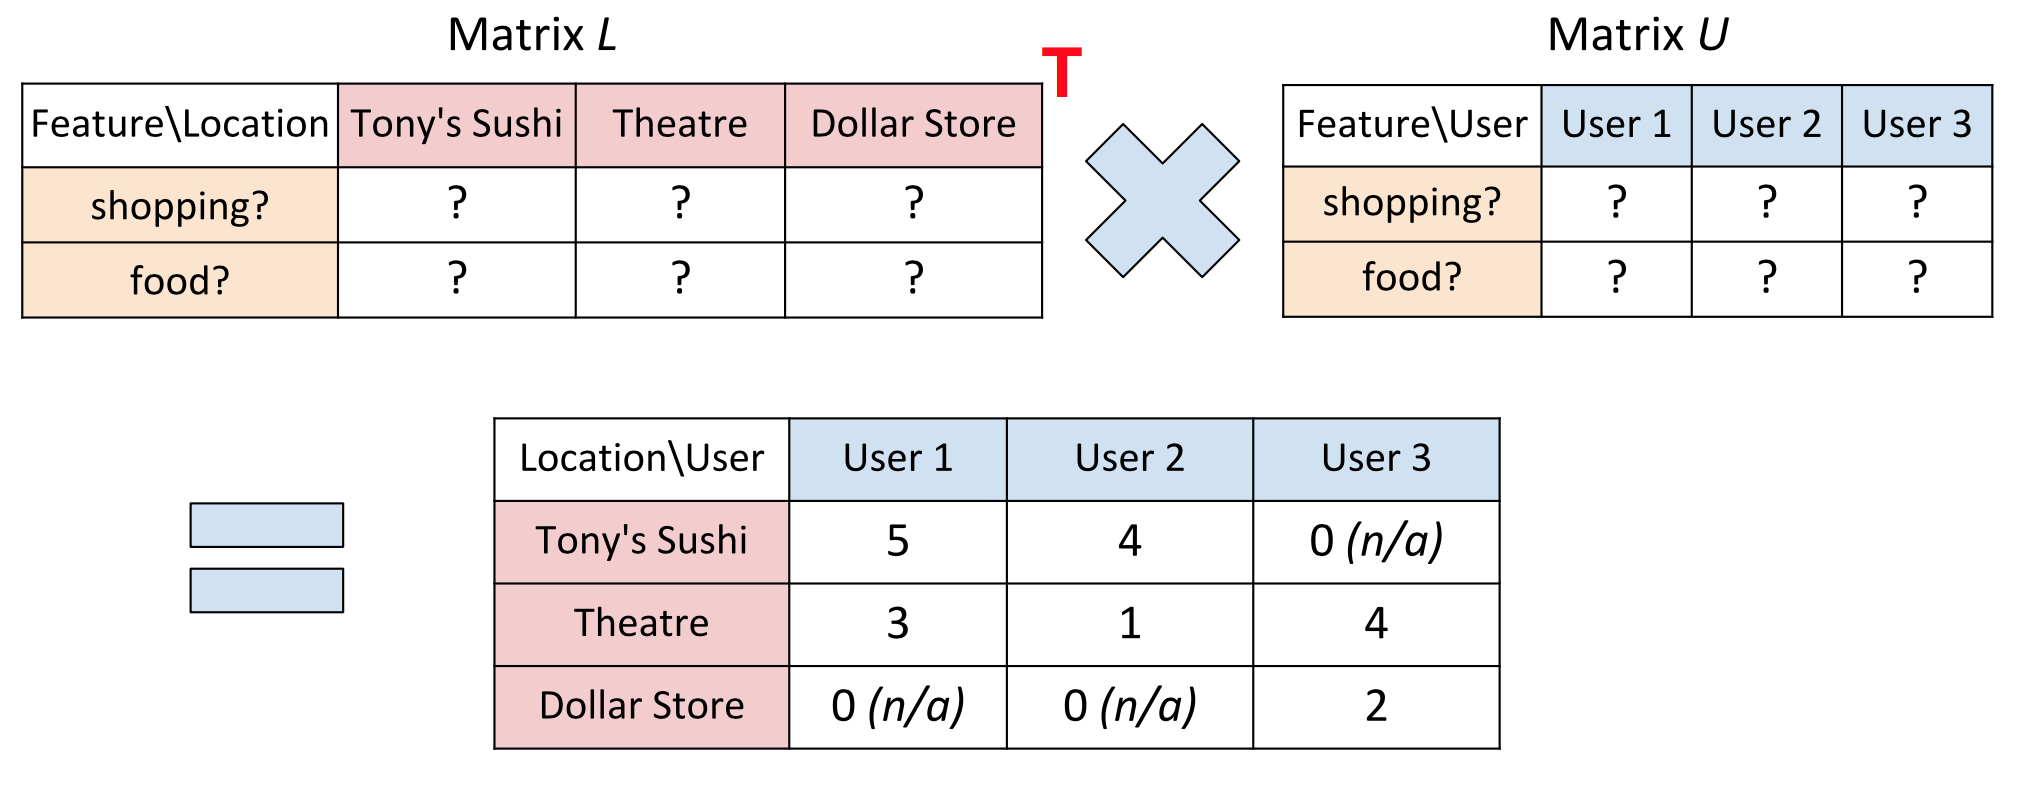 Matrix L
T
Matrix U
Feature\Location Tony's Sushi Theatre Dollar Store
shopping? ? ? ?
food? ? ? ?
Feature\User User 1 User 2 User 3
shopping? ? ? ?
food? ? ? ?
Location\User User 1 User 2 User 3
Tony's Sushi 5 4 0 (n/a)
Theatre 3 1 4
Dollar Store 0 (n/a) 0 (n/a) 2